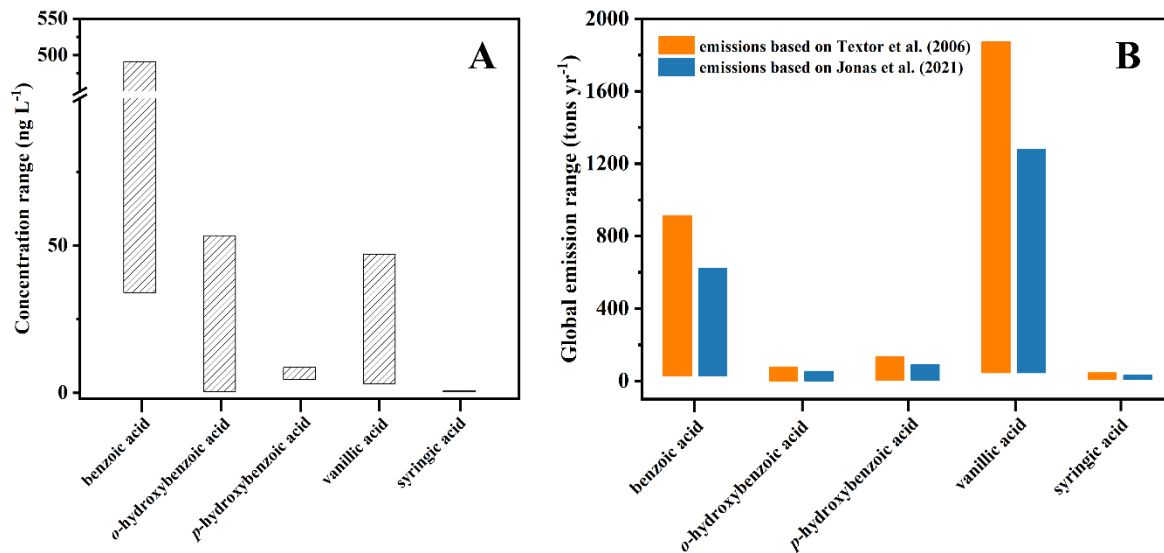 A
Concentration range (ng L⁻¹)
550
500
50
0
benzoic acid
o-hydroxybenzoic acid
p-hydroxybenzoic acid
vanillic acid
syringic acid
B
emissions based on Textor et al. (2006)
emissions based on Jonas et al. (2021)
Global emission range (tons yr⁻¹)
2000
1600
1200
800
400
0
benzoic acid
o-hydroxybenzoic acid
p-hydroxybenzoic acid
vanillic acid
syringic acid